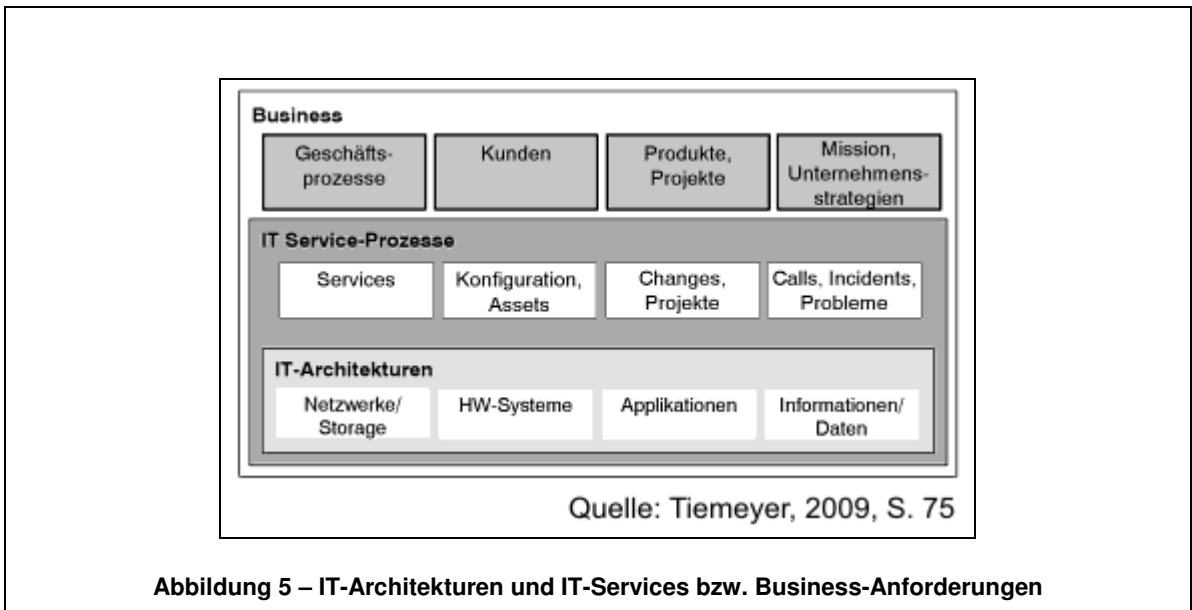 Business
Geschäfts-
prozesse
Kunden
Produkte,
Projekte
Mission,
Unternehmens-
strategien
IT Service-Prozesse
Services
Konfiguration,
Assets
Changes,
Projekte
Calls, Incidents,
Probleme
IT-Architekturen
Netzwerke/
Storage
HW-Systeme
Applikationen
Informationen/
Daten
Quelle: Tiemeyer, 2009, S. 75
Abbildung 5 – IT-Architekturen und IT-Services bzw. Business-Anforderungen